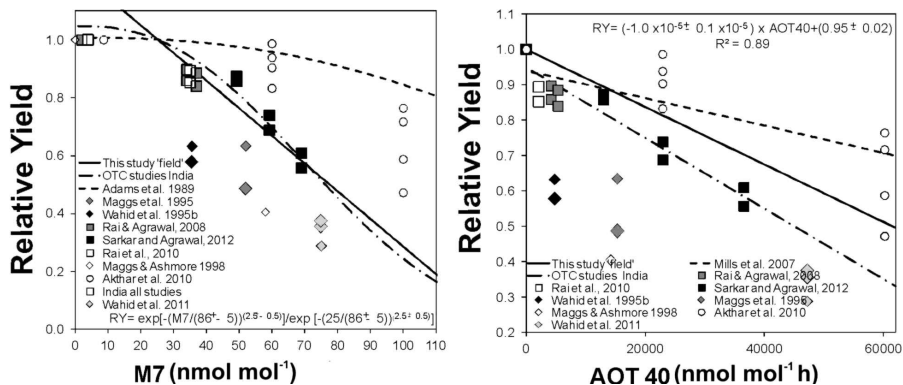 Relative Yield
1.0
0.8
0.6
0.4
0.2
0.0
This study 'field'
OTC studies India
Adams et al. 1989
Maggs et al. 1995
Wahid et al. 1995b
Rai & Agrawal, 2008
Sarkar and Agrawal, 2012
Rai et al., 2010
Maggs & Ashmore 1998
Akthar et al. 2010
India all studies
Wahid et al. 2011
RY= exp[-(M7/(86± 5))(2.5± 0.5)]/exp [-(25/(86± 5))(2.5± 0.5)]
0 10 20 30 40 50 60 70 80 90 100 110
M7 (nmol mol⁻¹)
RY= (-1.0 x10⁻⁵± 0.1 x10⁻⁵) x AOT40+(0.95 ± 0.02)
R² = 0.89
Relative Yield
1.0
0.9
0.8
0.7
0.6
0.5
0.4
0.3
0.2
This study 'field'
OTC studies India
Rai et al., 2010
Wahid et al. 1995b
Maggs & Ashmore 1998
Wahid et al. 2011
Mills et al. 2007
Rai & Agrawal, 2008
Sarkar and Agrawal, 2012
Maggs et al. 1995
Akthar et al. 2010
0 20000 40000 60000
AOT 40 (nmol mol⁻¹ h)